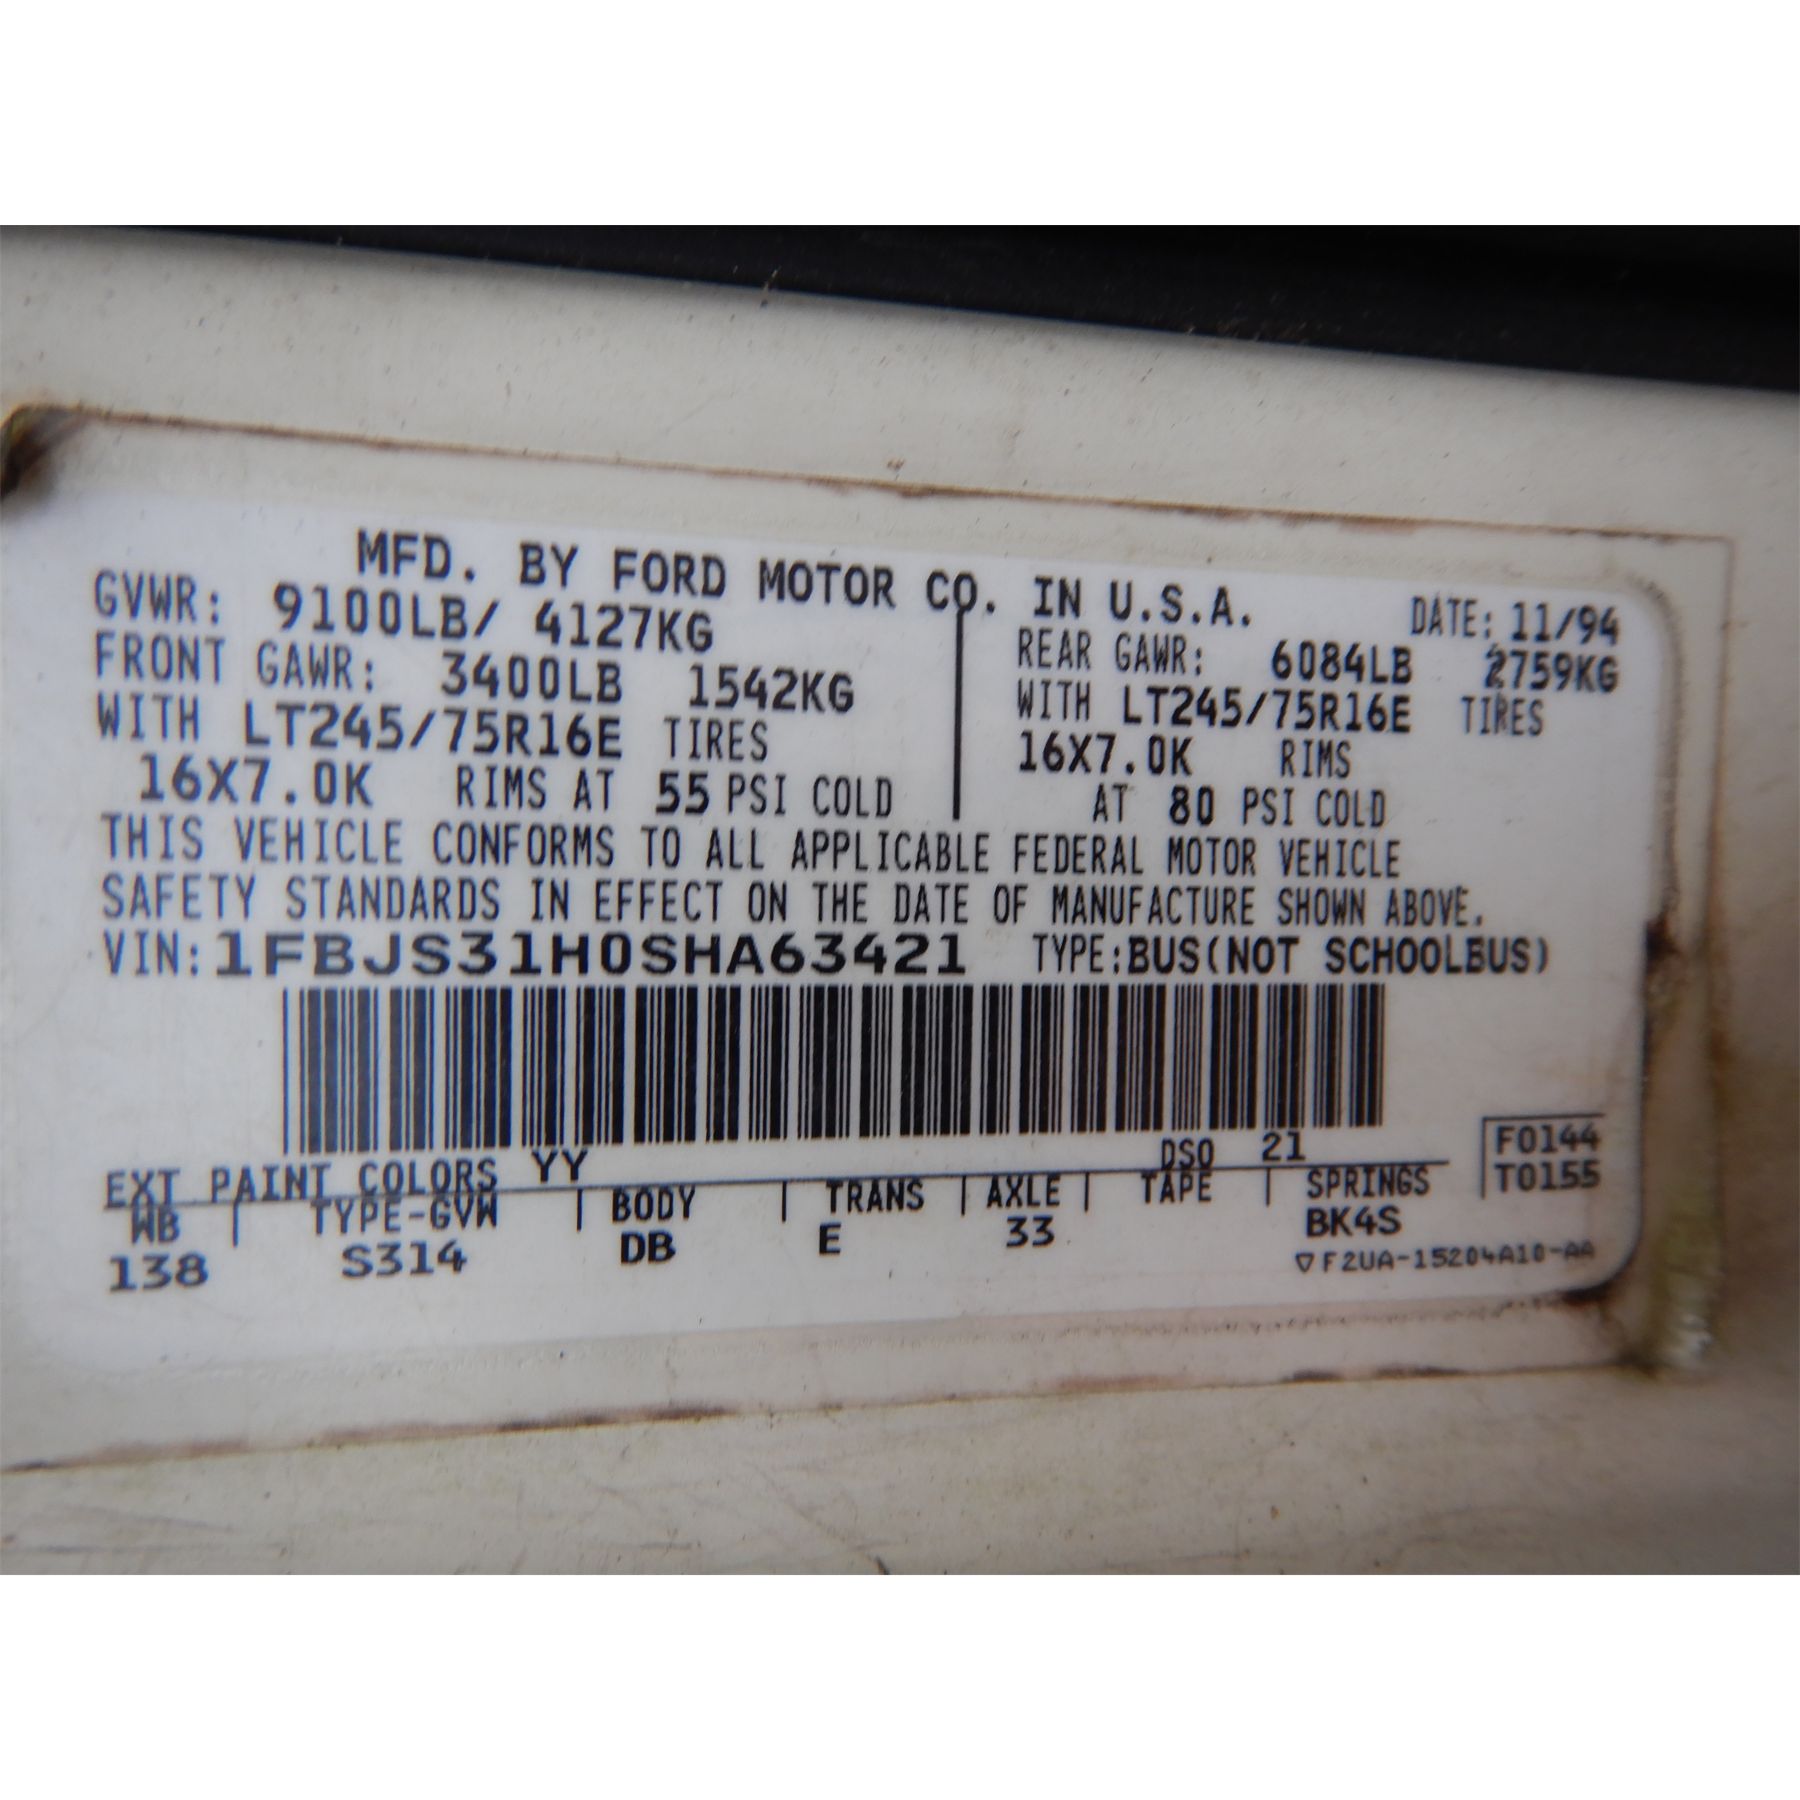 MFD. BY FORD MOTOR CO. IN U.S.A.
DATE: 11/94
GVWR: 9100LB/ 4127KG
FRONT GAWR: 3400LB 1542KG
WITH LT245/75R16E TIRES
16X7.0K RIMS AT 55 PSI COLD
REAR GAWR: 6084LB 2759KG
WITH LT245/75R16E TIRES
16X7.0K RIMS
AT 80 PSI COLD
THIS VEHICLE CONFORMS TO ALL APPLICABLE FEDERAL MOTOR VEHICLE
SAFETY STANDARDS IN EFFECT ON THE DATE OF MANUFACTURE SHOWN ABOVE.
VIN: 1FBJS31H0SHA63421 TYPE: BUS(NOT SCHOOLBUS)
EXT PAINT COLORS YY DSO 21
F0144
T0155
WB | TYPE-GVW | BODY | TRANS | AXLE | TAPE | SPRINGS
138 S314 DB E 33 BK4S
▽F2UA-15204A10-AA